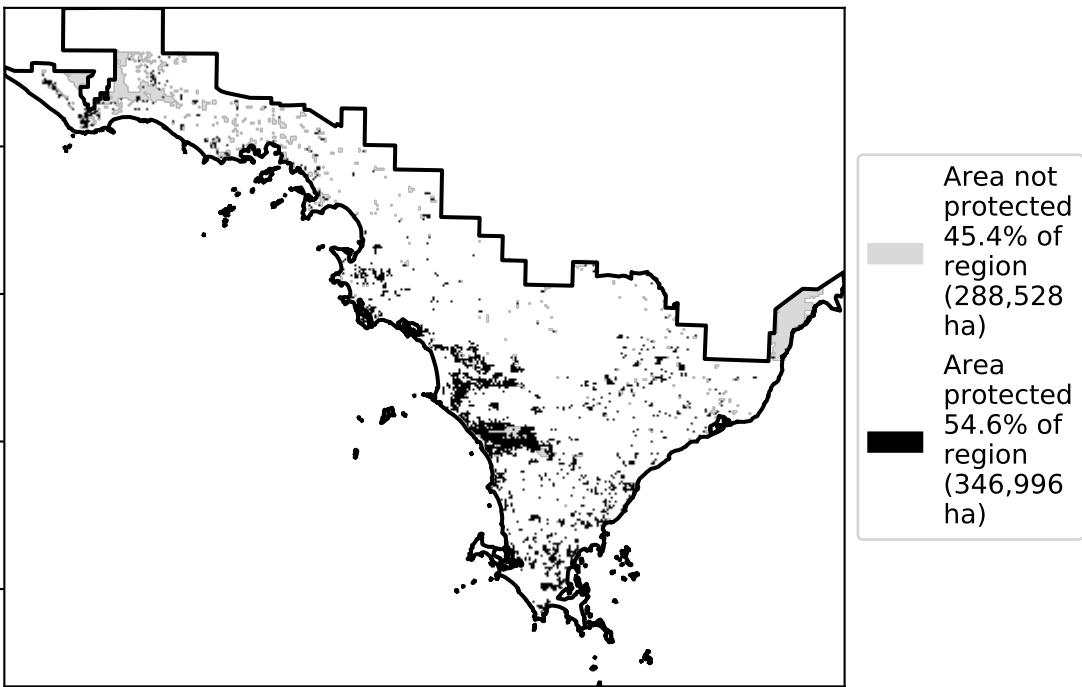 Area not
protected
45.4% of
region
(288,528
ha)
Area
protected
54.6% of
region
(346,996
ha)